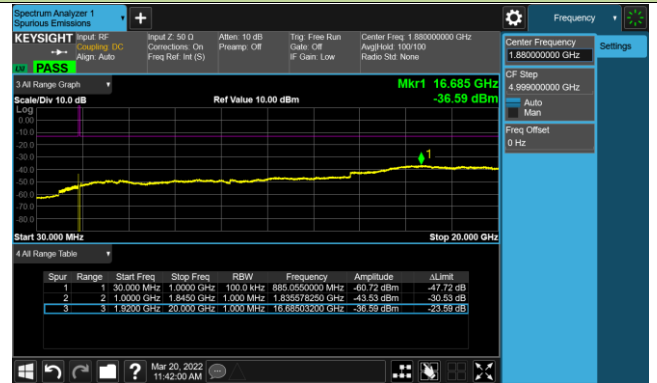 Spectrum Analyzer 1
Spurious Emissions
Frequency
KEYSIGHT
Input: RF
Coupling: DC
Align: Auto
Input Z: 50 Ω
Corrections: On
Freq Ref: Int (S)
Atten: 10 dB
Preamp: Off
Trig: Free Run
Gate: Off
IF Gain: Low
Center Freq: 1.880000000 GHz
Avg|Hold: 100/100
Radio Std: None
PASS
Center Frequency
1.880000000 GHz
Settings
CF Step
4.999000000 GHz
Auto
Man
Freq Offset
0 Hz
3 All Range Graph
Mkr1 16.685 GHz
Scale/Div 10.0 dB
Ref Value 10.00 dBm
-36.59 dBm
Log
0.00
-10.0
-20.0
-30.0
-40.0
-50.0
-60.0
-70.0
-80.0
1
Start 30.000 MHz
Stop 20.000 GHz
4 All Range Table
Spur Range Start Freq Stop Freq RBW Frequency Amplitude ΔLimit
1 1 30.000 MHz 1.0000 GHz 100.0 kHz 885.0550000 MHz -60.72 dBm -47.72 dB
2 2 1.0000 GHz 1.8450 GHz 1.000 MHz 1.835578250 GHz -43.53 dBm -30.53 dB
3 3 1.9200 GHz 20.000 GHz 1.000 MHz 16.68503200 GHz -36.59 dBm -23.59 dB
Mar 20, 2022
11:42:00 AM